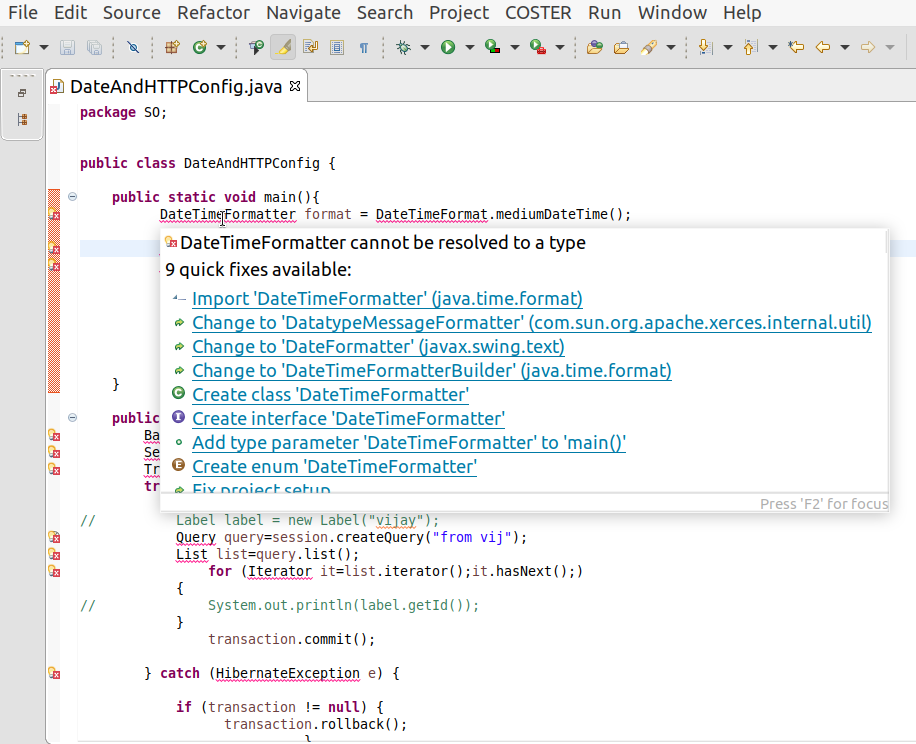 File Edit Source Refactor Navigate Search Project COSTER Run Window Help
DateAndHTTPConfig.java
package SO;
public class DateAndHTTPConfig {
public static void main(){
DateTimeFormatter format = DateTimeFormat.mediumDateTime();
DateTimeFormatter cannot be resolved to a type
9 quick fixes available:
Import 'DateTimeFormatter' (java.time.format)
Change to 'DatatypeMessageFormatter' (com.sun.org.apache.xerces.internal.util)
Change to 'DateFormatter' (javax.swing.text)
Change to 'DateTimeFormatterBuilder' (java.time.format)
}
Create class 'DateTimeFormatter'
public
Create interface 'DateTimeFormatter'
Ba
Add type parameter 'DateTimeFormatter' to 'main()'
Se
Create enum 'DateTimeFormatter'
Tr
tr
Fix project setup
Press 'F2' for focus
// Label label = new Label("vijay");
Query query=session.createQuery("from vij");
List list=query.list();
for (Iterator it=list.iterator();it.hasNext();)
{
// System.out.println(label.getId());
}
transaction.commit();
} catch (HibernateException e) {
if (transaction != null) {
transaction.rollback();
}